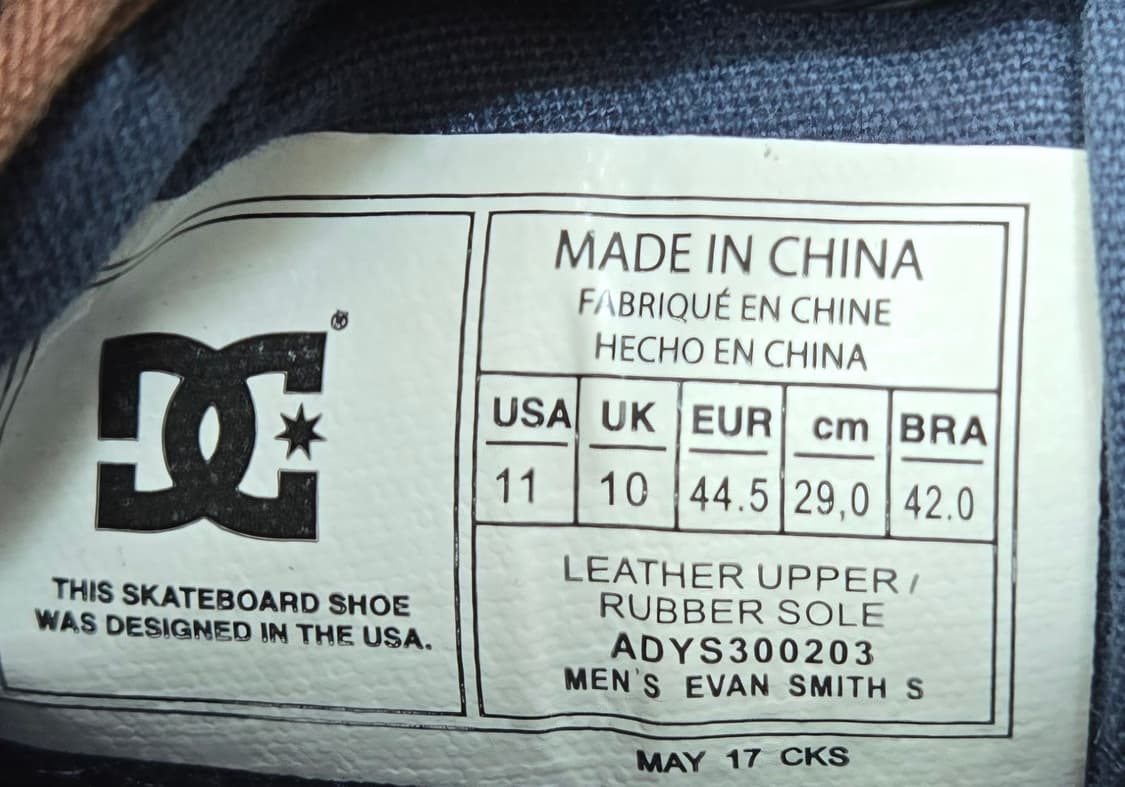 DC
®
THIS SKATEBOARD SHOE
WAS DESIGNED IN THE USA.
MADE IN CHINA
FABRIQUÉ EN CHINE
HECHO EN CHINA
USA UK EUR cm BRA
11 10 44.5 29,0 42.0
LEATHER UPPER /
RUBBER SOLE
ADYS300203
MEN'S EVAN SMITH S
MAY 17 CKS